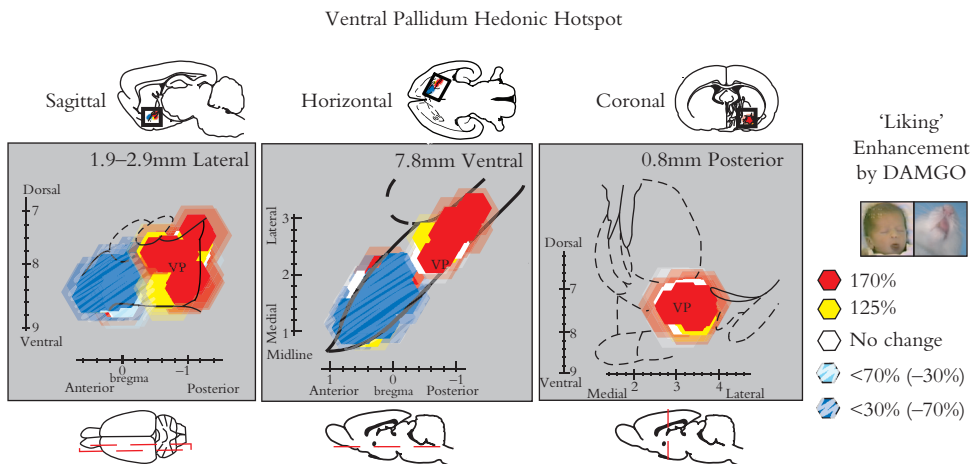 Ventral Pallidum Hedonic Hotspot
Sagittal
Horizontal
Coronal
1.9–2.9mm Lateral
Dorsal
7
8
9
Ventral
VP
0
–1
Anterior
bregma
Posterior
7.8mm Ventral
Lateral
3
2
1
Medial
Midline
VP
1
0
–1
Anterior
bregma
Posterior
0.8mm Posterior
Dorsal
7
8
9
Ventral
VP
2
3
4
Medial
Lateral
‘Liking’
Enhancement
by DAMGO
170%
125%
No change
<70% (–30%)
<30% (–70%)